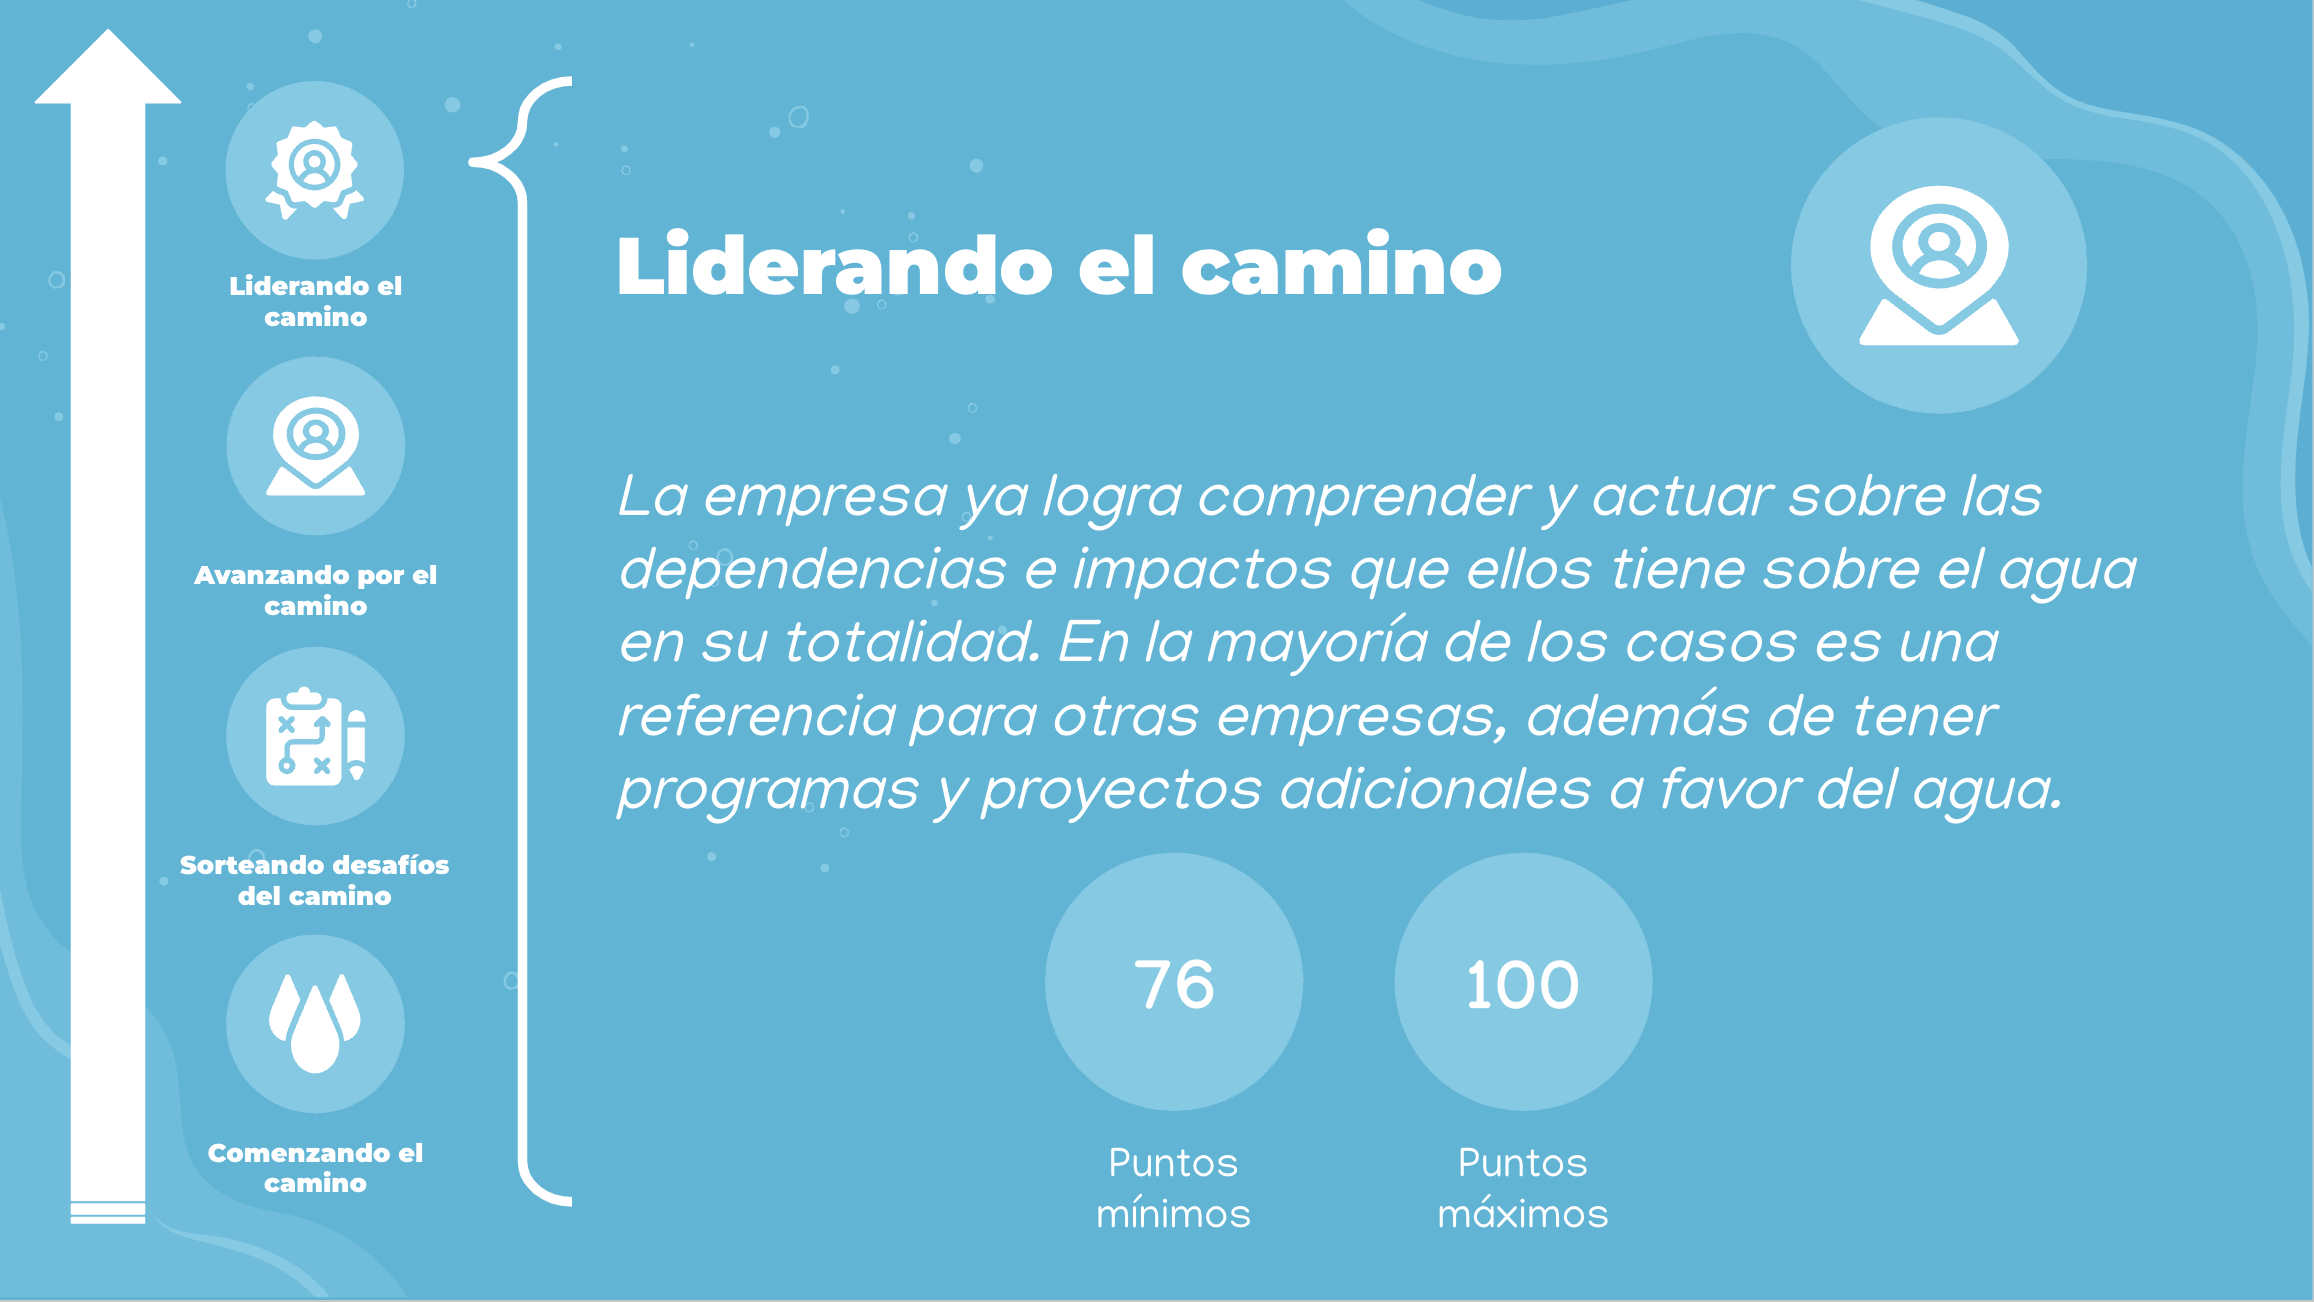 Liderando el
camino
Avanzando por el
camino
Sorteando desafíos
del camino
Comenzando el
camino
Liderando el camino
La empresa ya logra comprender y actuar sobre las
dependencias e impactos que ellos tiene sobre el agua
en su totalidad. En la mayoría de los casos es una
referencia para otras empresas, además de tener
programas y proyectos adicionales a favor del agua.
76
Puntos
mínimos
100
Puntos
máximos